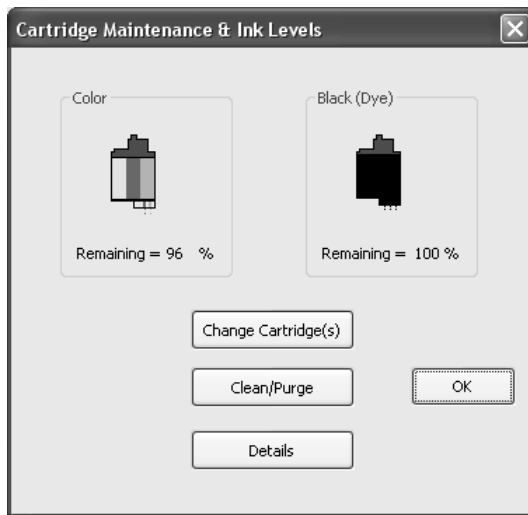 Cartridge Maintenance & Ink Levels
Color
Black (Dye)
Remaining = 96 %
Remaining = 100 %
Change Cartridge(s)
Clean/Purge
OK
Details